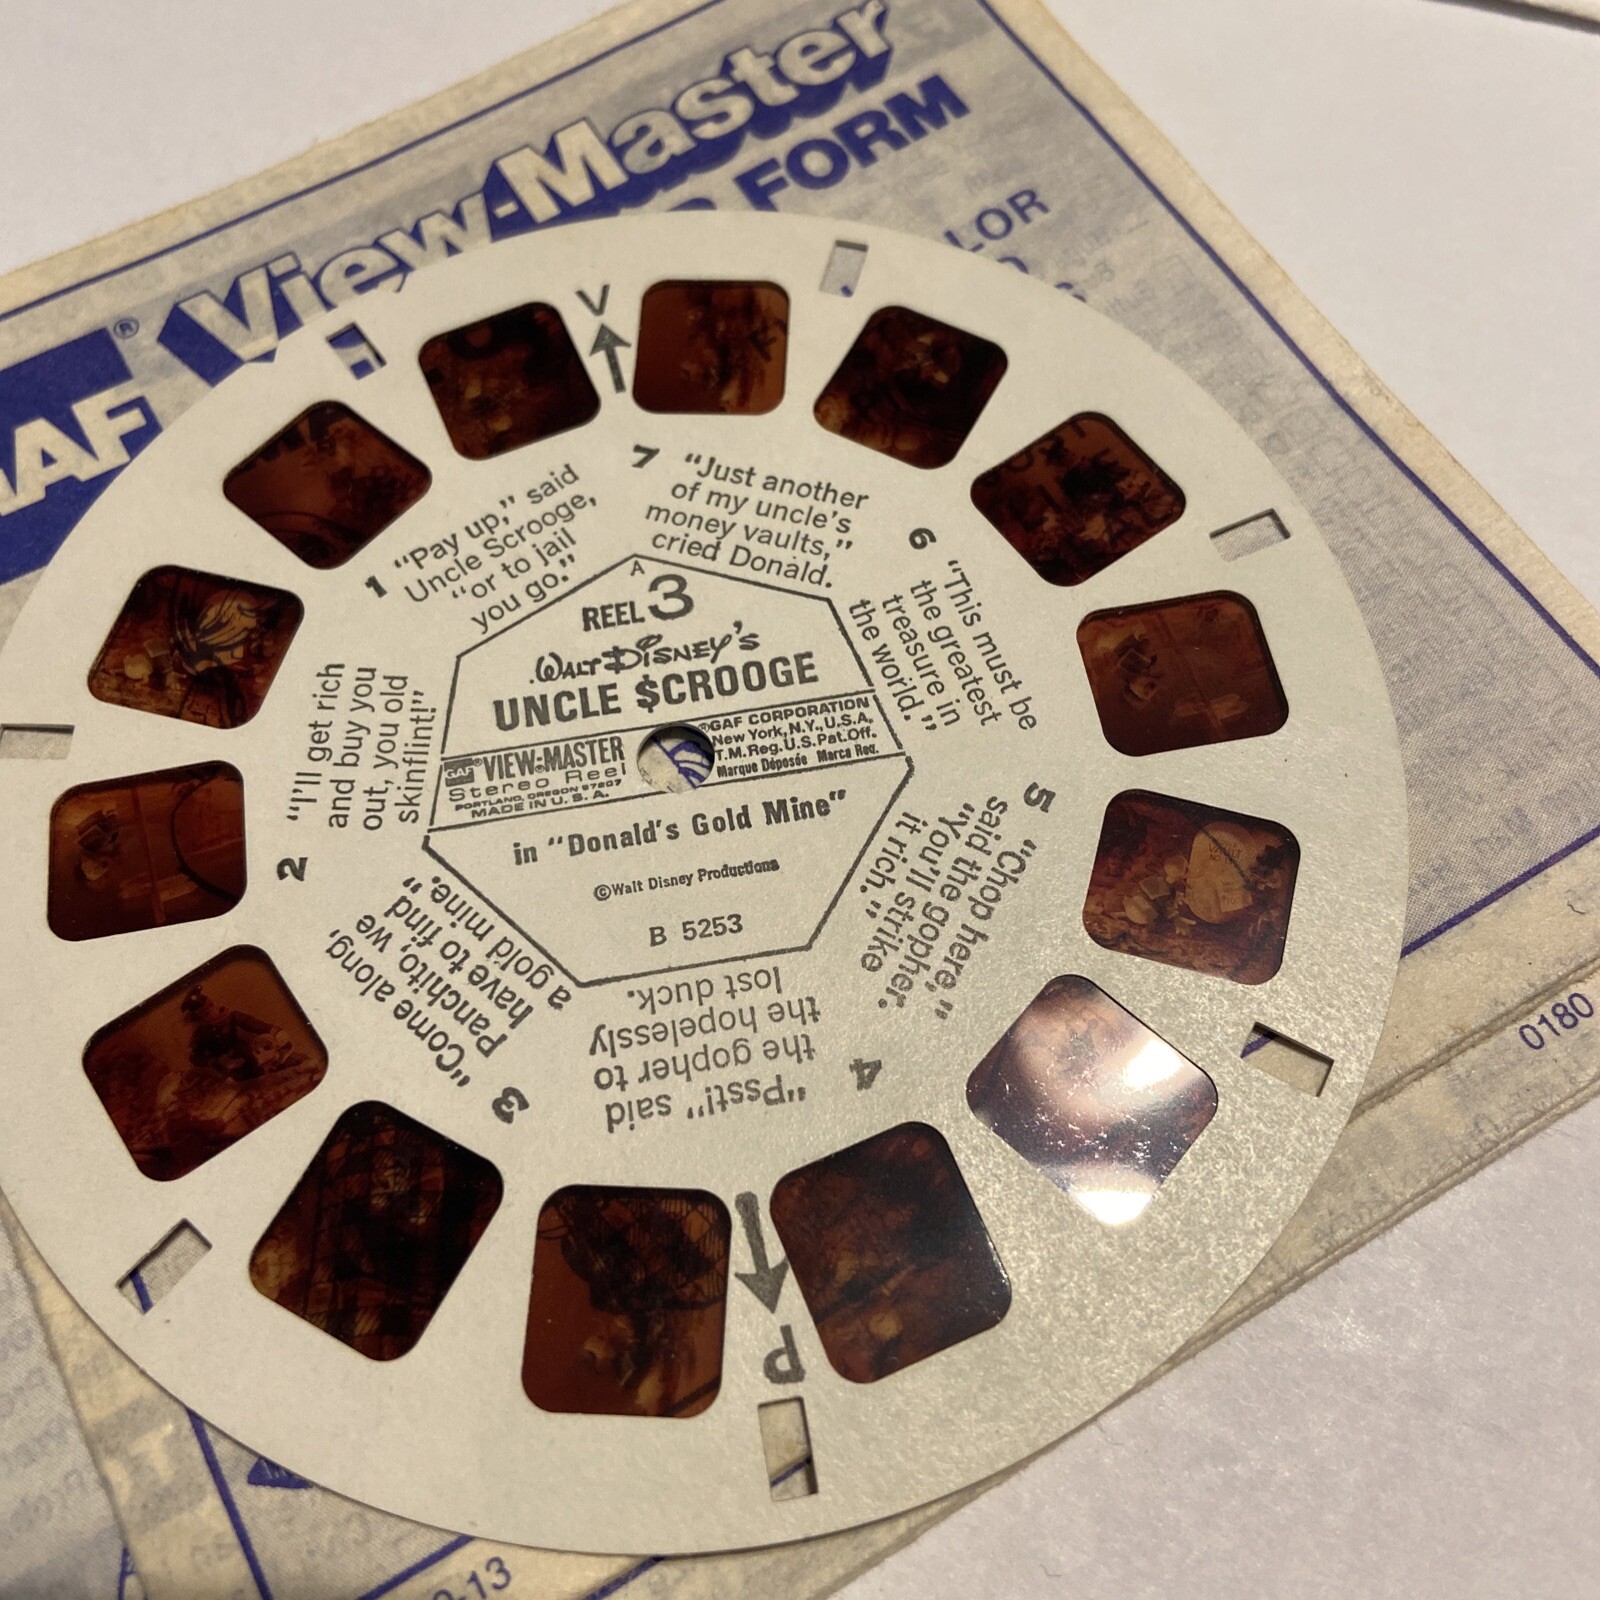 GAF® View-Master
FORM
LOR
V
1
"Pay up," said
Uncle Scrooge,
"or to jail
you go."
2
"I'll get rich
and buy you
out, you old
skinflint!"
3
"Come along,
Panchito, we
have to find
a gold mine."
4
"Psst!" said
the gopher to
the hopelessly
lost duck.
5
"Chop here,"
said the gopher.
"You'll strike
it rich."
6
"This must be
the greatest
treasure in
the world."
7
"Just another
of my uncle's
money vaults,"
cried Donald.
A
REEL 3
WALT DISNEY'S
UNCLE $CROOGE
GAF® VIEW-MASTER
Stereo Reel
PORTLAND, OREGON 97207
MADE IN U.S.A.
®GAF CORPORATION
New York, N.Y., U.S.A.
T.M. Reg. U.S. Pat. Off.
Marque Déposée Marca Reg.
in "Donald's Gold Mine"
©Walt Disney Productions
B 5253
P
VAULT
0180
-13